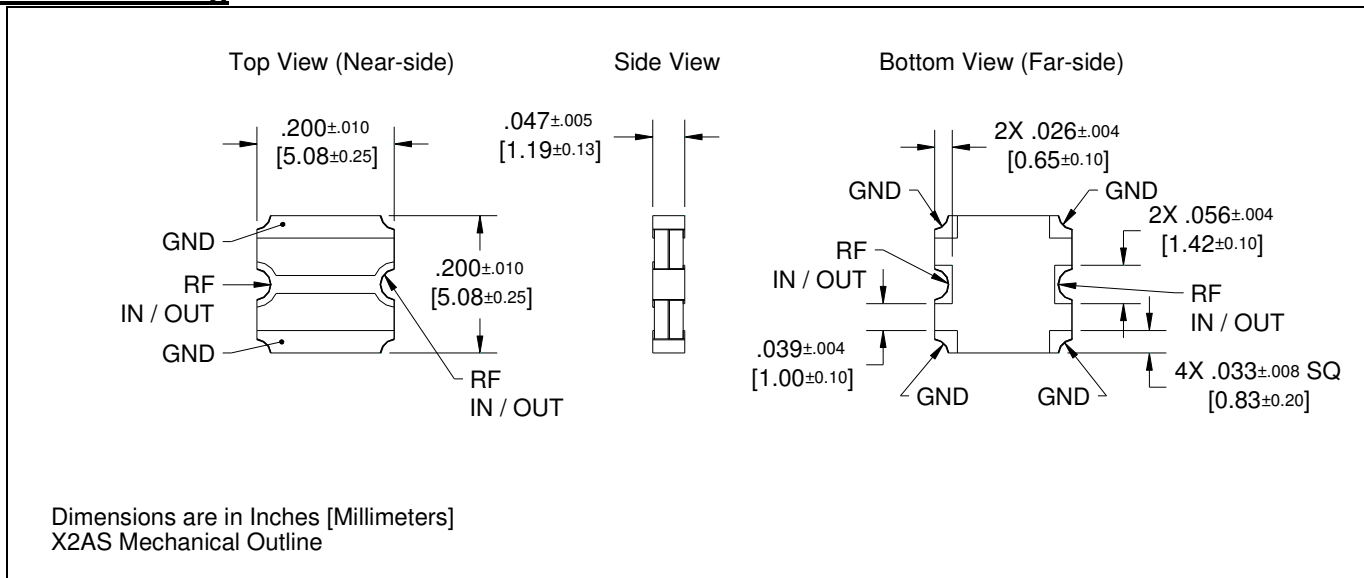 Top View (Near-side)
Side View
Bottom View (Far-side)
.200±.010
[5.08±0.25]
.047±.005
[1.19±0.13]
2X .026±.004
[0.65±0.10]
GND
GND
2X .056±.004
[1.42±0.10]
GND
RF
IN / OUT
GND
.200±.010
[5.08±0.25]
RF
IN / OUT
RF
IN / OUT
RF
IN / OUT
.039±.004
[1.00±0.10]
GND
GND
4X .033±.008 SQ
[0.83±0.20]
Dimensions are in Inches [Millimeters]
X2AS Mechanical Outline